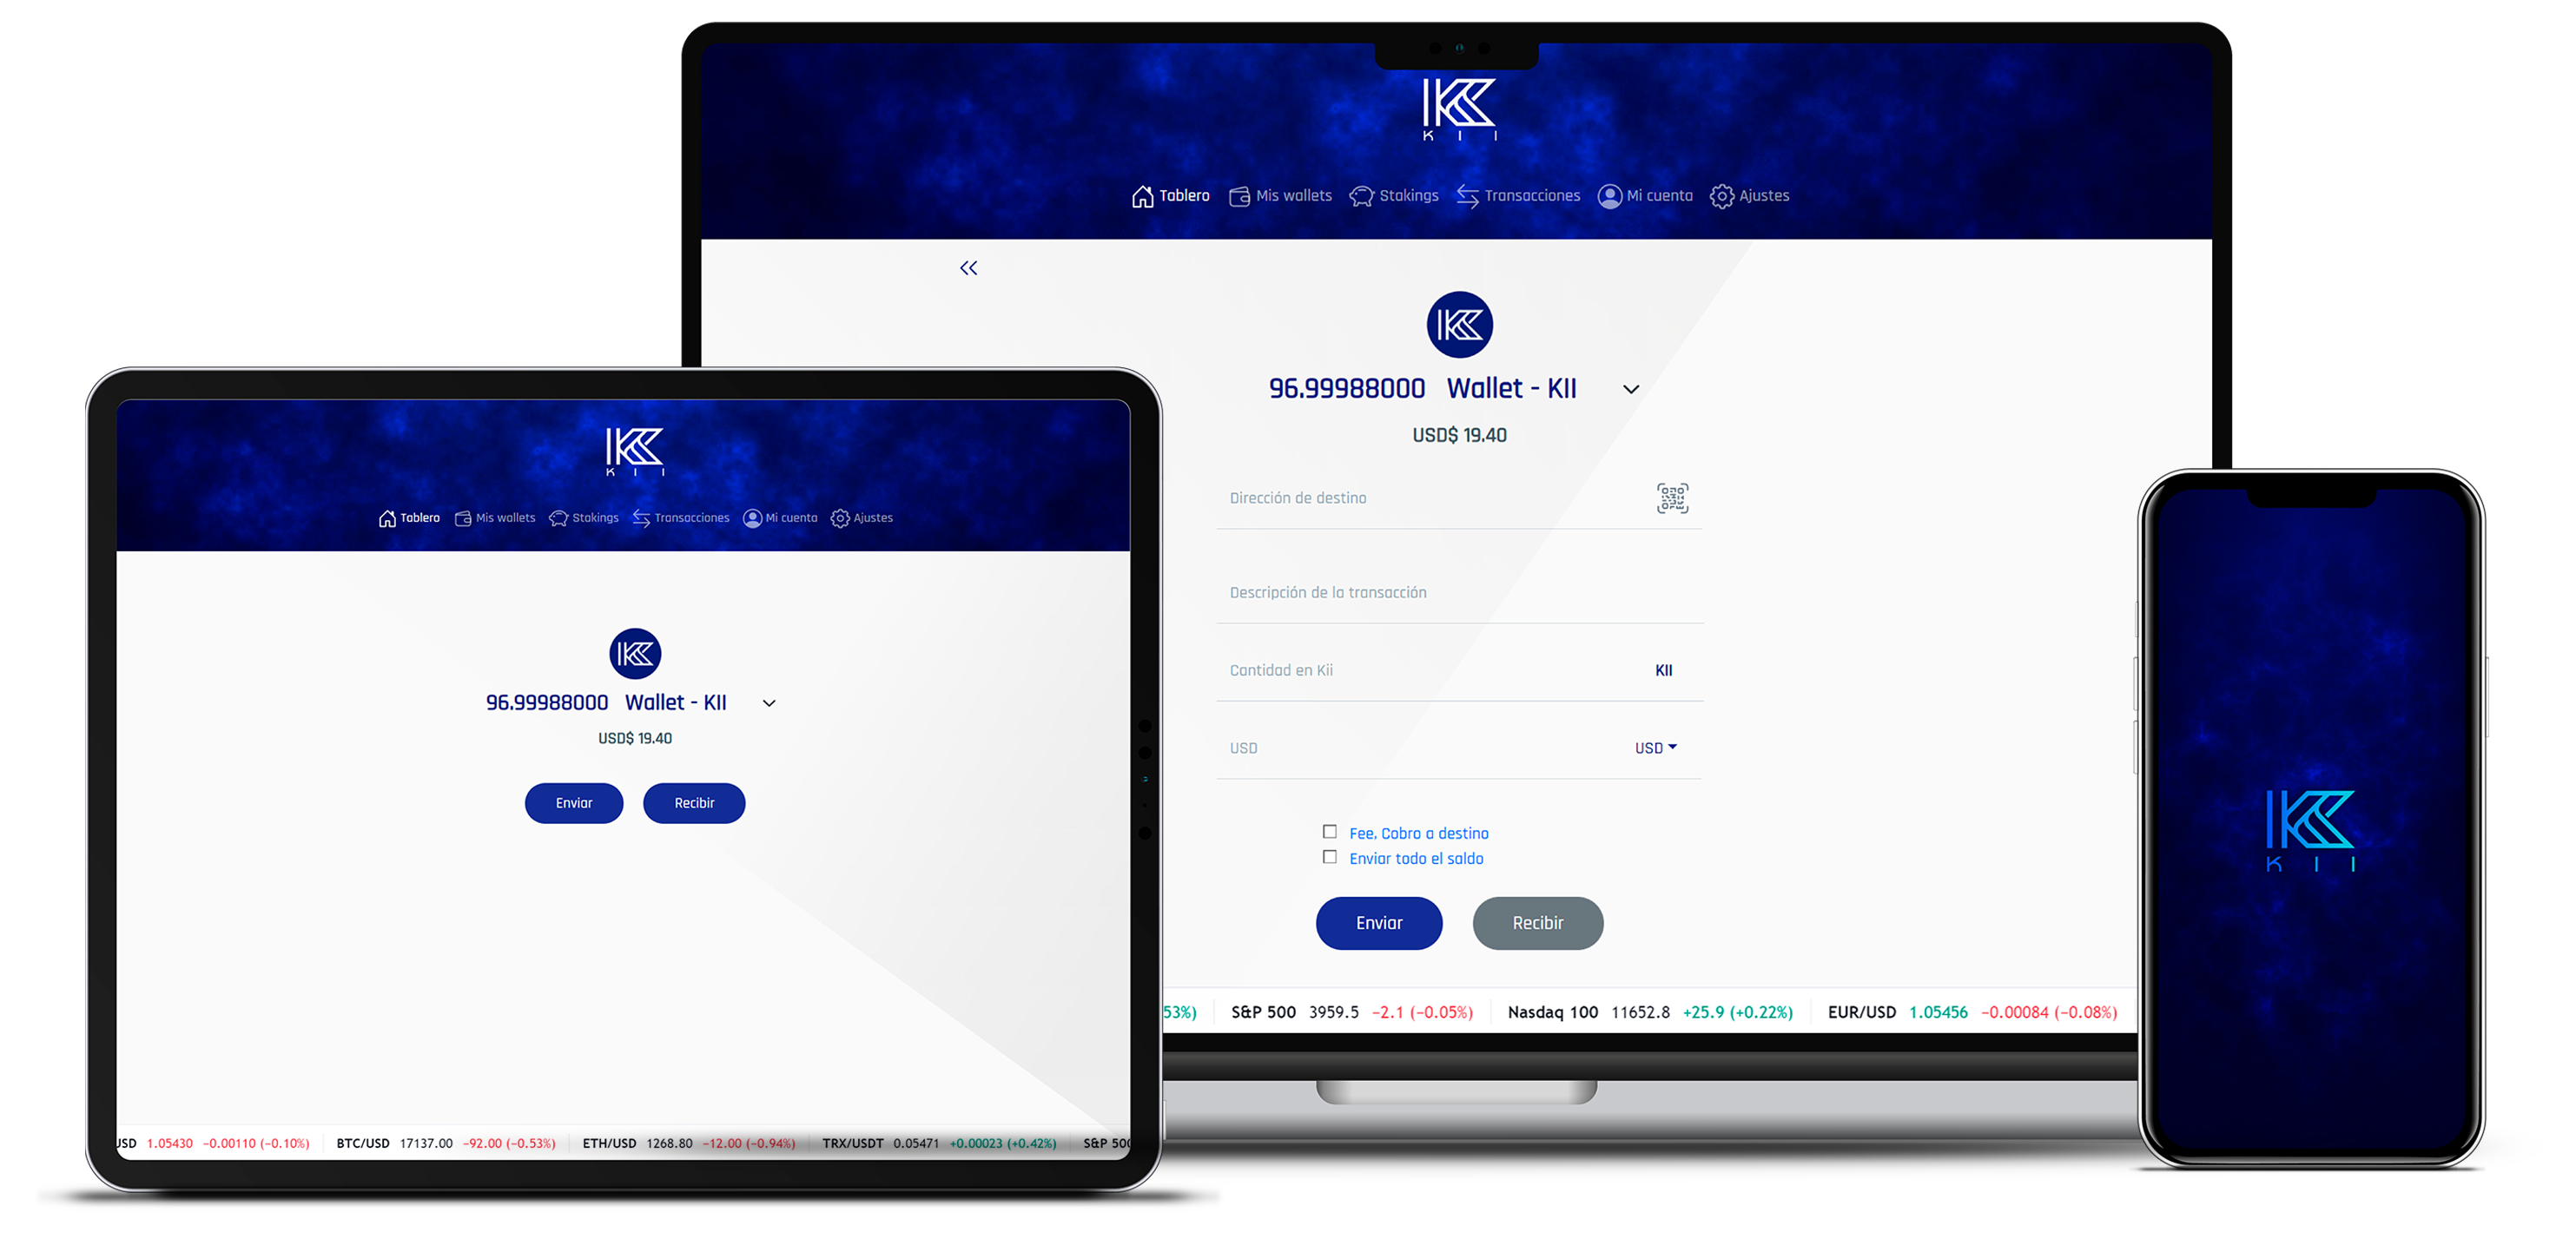 KII
Tablero Mis wallets Stakings Transacciones Mi cuenta Ajustes
96.99988000 Wallet - KII
USD$ 19.40
Dirección de destino
Descripción de la transacción
Cantidad en Kii KII
USD USD
Fee, Cobro a destino
Enviar todo el saldo
Enviar Recibir
53%) S&P 500 3959.5 −2.1 (−0.05%) Nasdaq 100 11652.8 +25.9 (+0.22%) EUR/USD 1.05456 −0.00084 (−0.08%)
KII
Tablero Mis wallets Stakings Transacciones Mi cuenta Ajustes
96.99988000 Wallet - KII
USD$ 19.40
Enviar Recibir
USD 1.05430 −0.00110 (−0.10%) BTC/USD 17137.00 −92.00 (−0.53%) ETH/USD 1268.80 −12.00 (−0.94%) TRX/USDT 0.05471 +0.00023 (+0.42%) S&P 500
KII